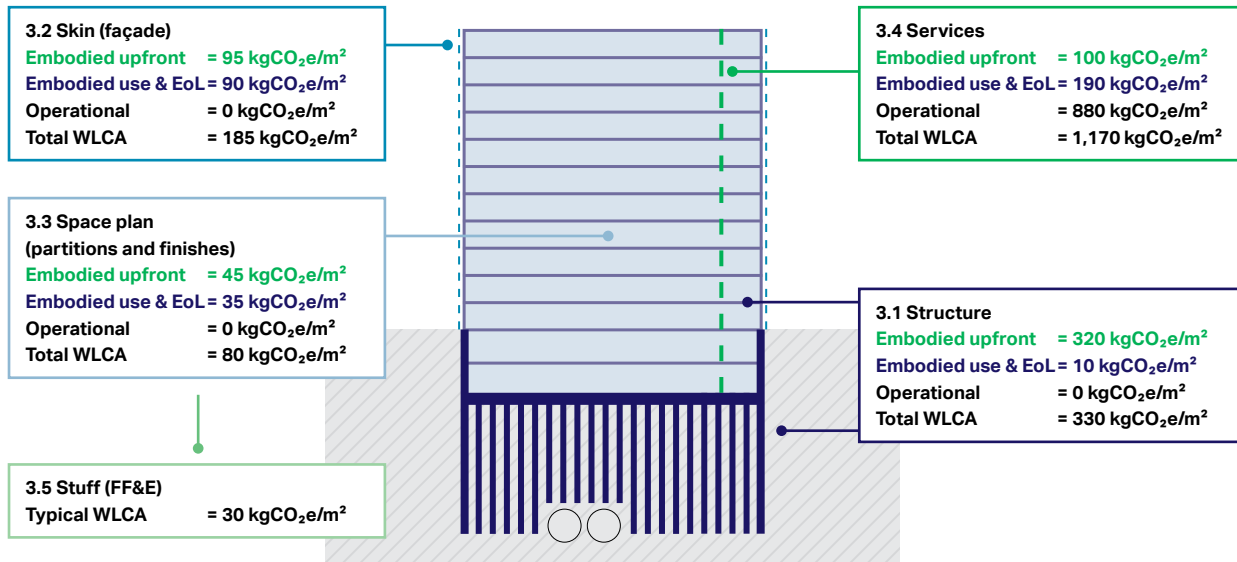 3.2 Skin (façade)
Embodied upfront = 95 kgCO₂e/m²
Embodied use & EoL = 90 kgCO₂e/m²
Operational = 0 kgCO₂e/m²
Total WLCA = 185 kgCO₂e/m²
3.3 Space plan
(partitions and finishes)
Embodied upfront = 45 kgCO₂e/m²
Embodied use & EoL = 35 kgCO₂e/m²
Operational = 0 kgCO₂e/m²
Total WLCA = 80 kgCO₂e/m²
3.5 Stuff (FF&E)
Typical WLCA = 30 kgCO₂e/m²
3.4 Services
Embodied upfront = 100 kgCO₂e/m²
Embodied use & EoL = 190 kgCO₂e/m²
Operational = 880 kgCO₂e/m²
Total WLCA = 1,170 kgCO₂e/m²
3.1 Structure
Embodied upfront = 320 kgCO₂e/m²
Embodied use & EoL = 10 kgCO₂e/m²
Operational = 0 kgCO₂e/m²
Total WLCA = 330 kgCO₂e/m²